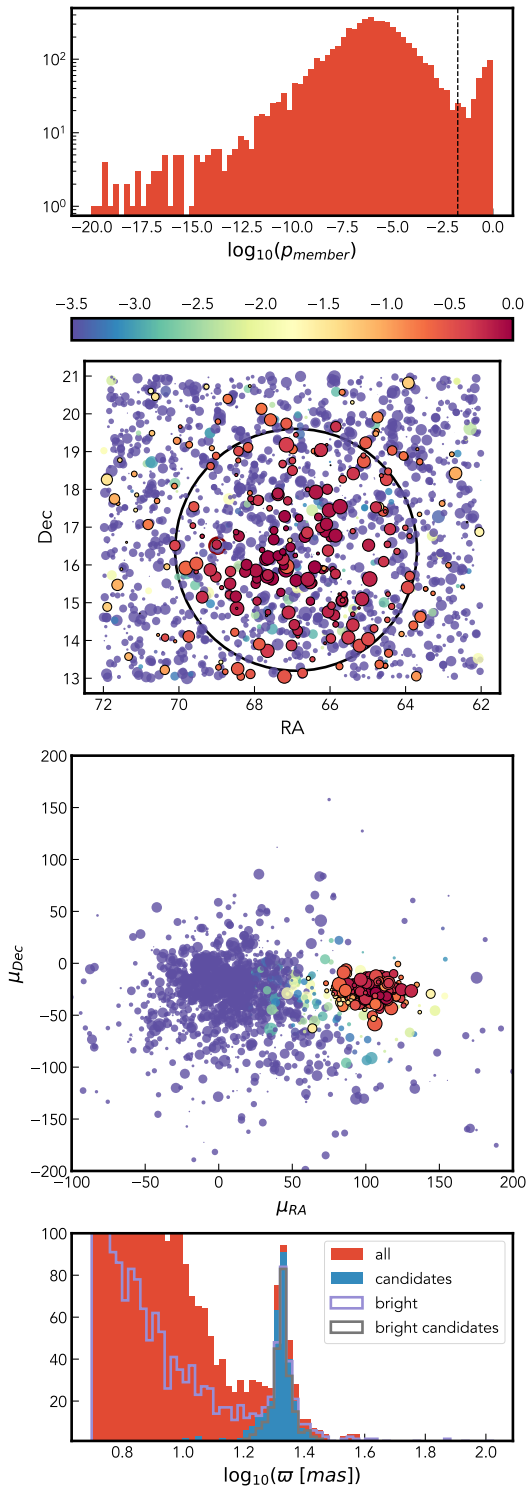 10²
10¹
10⁰
−20.0 −17.5 −15.0 −12.5 −10.0 −7.5 −5.0 −2.5 0.0
log₁₀(p_member)
−3.5 −3.0 −2.5 −2.0 −1.5 −1.0 −0.5 0.0
21
20
19
18
17
16
15
14
13
Dec
72 70 68 66 64 62
RA
200
150
100
50
0
−50
−100
−150
−200
μ_Dec
−100 −50 0 50 100 150 200
μ_RA
100
80
60
40
20
all
candidates
bright
bright candidates
0.8 1.0 1.2 1.4 1.6 1.8 2.0
log₁₀(ϖ [mas])